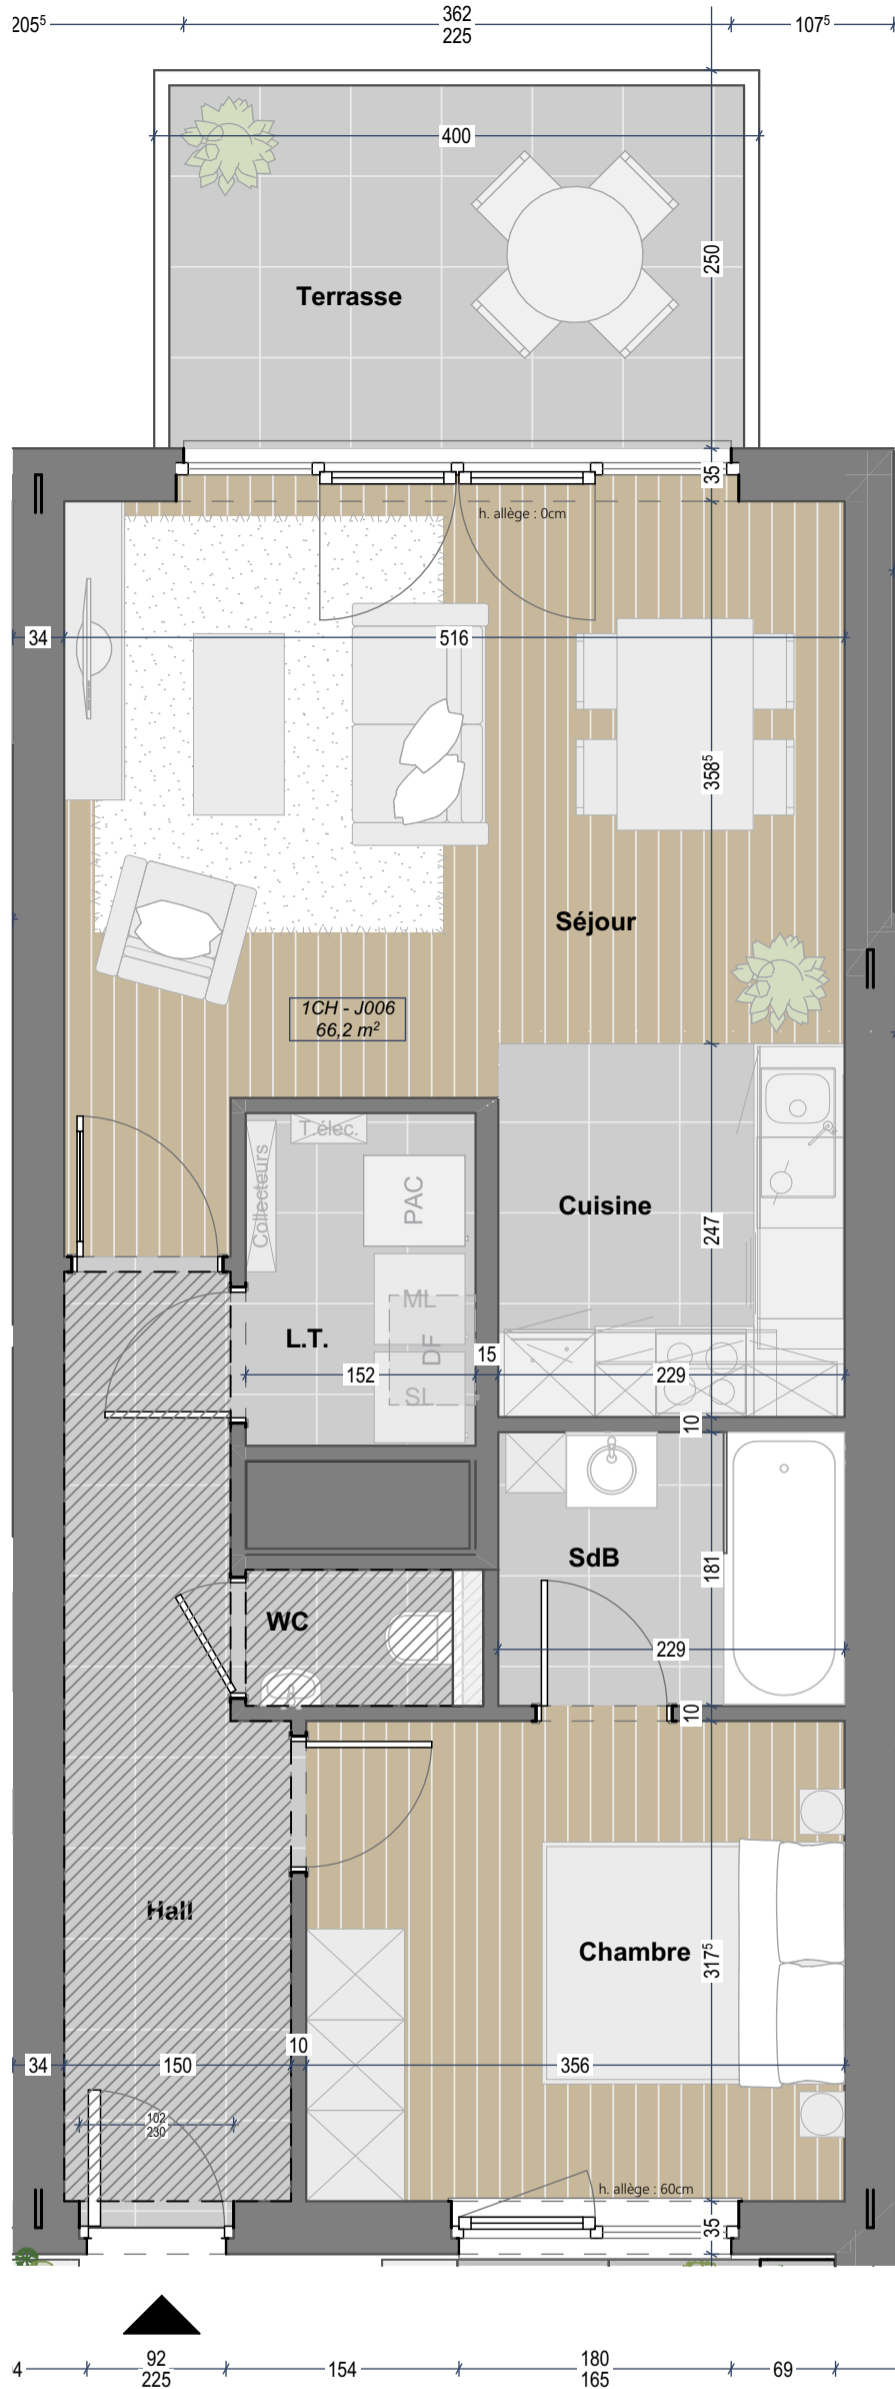 205⁵
362
225
107⁵
400
250
Terrasse
35
h. allège : 0cm
34
516
358⁵
Séjour
1CH - J006
66,2 m²
T.élec.
Collecteurs
PAC
Cuisine
247
ML
L.T.
DF
15
152
229
SL
10
SdB
181
WC
229
10
Hall
Chambre
317⁵
10
34
150
356
102
230
h. allège : 60cm
35
4
92
225
154
180
165
69